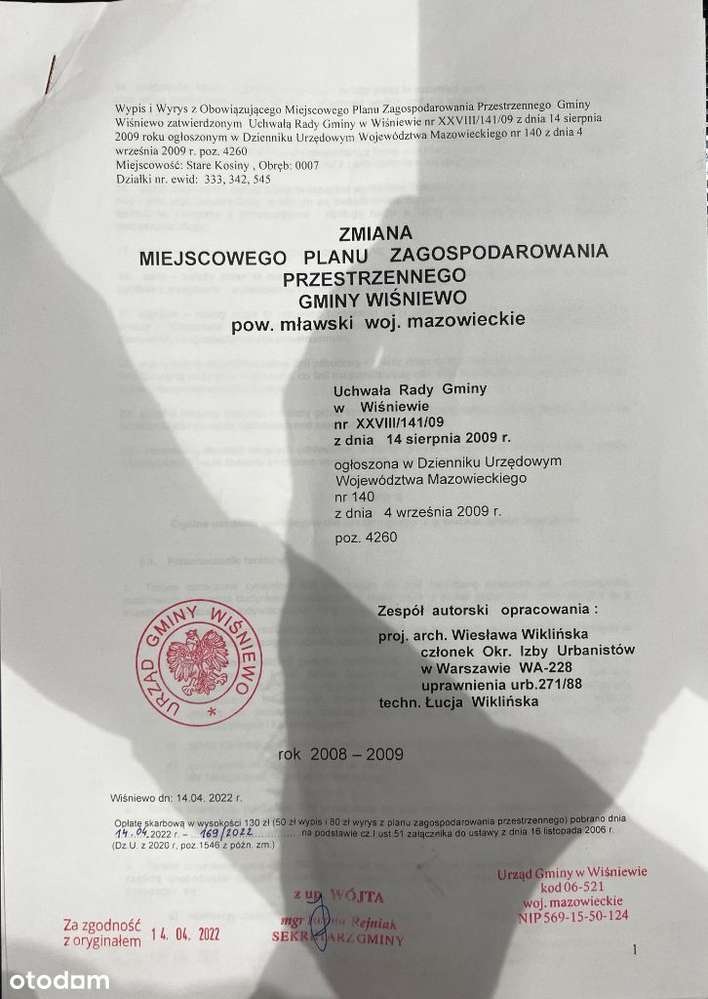 Wypis i Wyrys z Obowiązującego Miejscowego Planu Zagospodarowania Przestrzennego Gminy
Wiśniewo zatwierdzonym Uchwałą Rady Gminy w Wiśniewie nr XXVIII/141/09 z dnia 14 sierpnia
2009 roku ogłoszonym w Dzienniku Urzędowym Województwa Mazowieckiego nr 140 z dnia 4
września 2009 r. poz. 4260
Miejscowość: Stare Kosiny , Obręb: 0007
Działki nr. ewid: 333, 342, 545
ZMIANA
MIEJSCOWEGO PLANU ZAGOSPODAROWANIA
PRZESTRZENNEGO
GMINY WIŚNIEWO
pow. mławski woj. mazowieckie
Uchwała Rady Gminy
w Wiśniewie
nr XXVIII/141/09
z dnia 14 sierpnia 2009 r.
ogłoszona w Dzienniku Urzędowym
Województwa Mazowieckiego
nr 140
z dnia 4 września 2009 r.
poz. 4260
Zespół autorski opracowania :
proj. arch. Wiesława Wiklińska
członek Okr. Izby Urbanistów
w Warszawie WA-228
uprawnienia urb.271/88
techn. Łucja Wiklińska
URZĄD GMINY WIŚNIEWO
rok 2008 – 2009
Wiśniewo dn: 14.04. 2022 r.
Opłatę skarbową w wysokości 130 zł (50 zł wypis i 80 zł wyrys z planu zagospodarowania przestrzennego) pobrano dnia
14.04.2022 r. – 169/2022 na podstawie cz.I ust 51 załącznika do ustawy z dnia 16 listopada 2006 r.
(Dz.U. z 2020 r, poz.1546 z późn. zm.)
Urząd Gminy w Wiśniewie
kod 06-521
woj. mazowieckie
NIP 569-15-50-124
z up. WÓJTA
mgr Rejniak
SEKRETARZ GMINY
Za zgodność
z oryginałem
14. 04. 2022
1
otodom